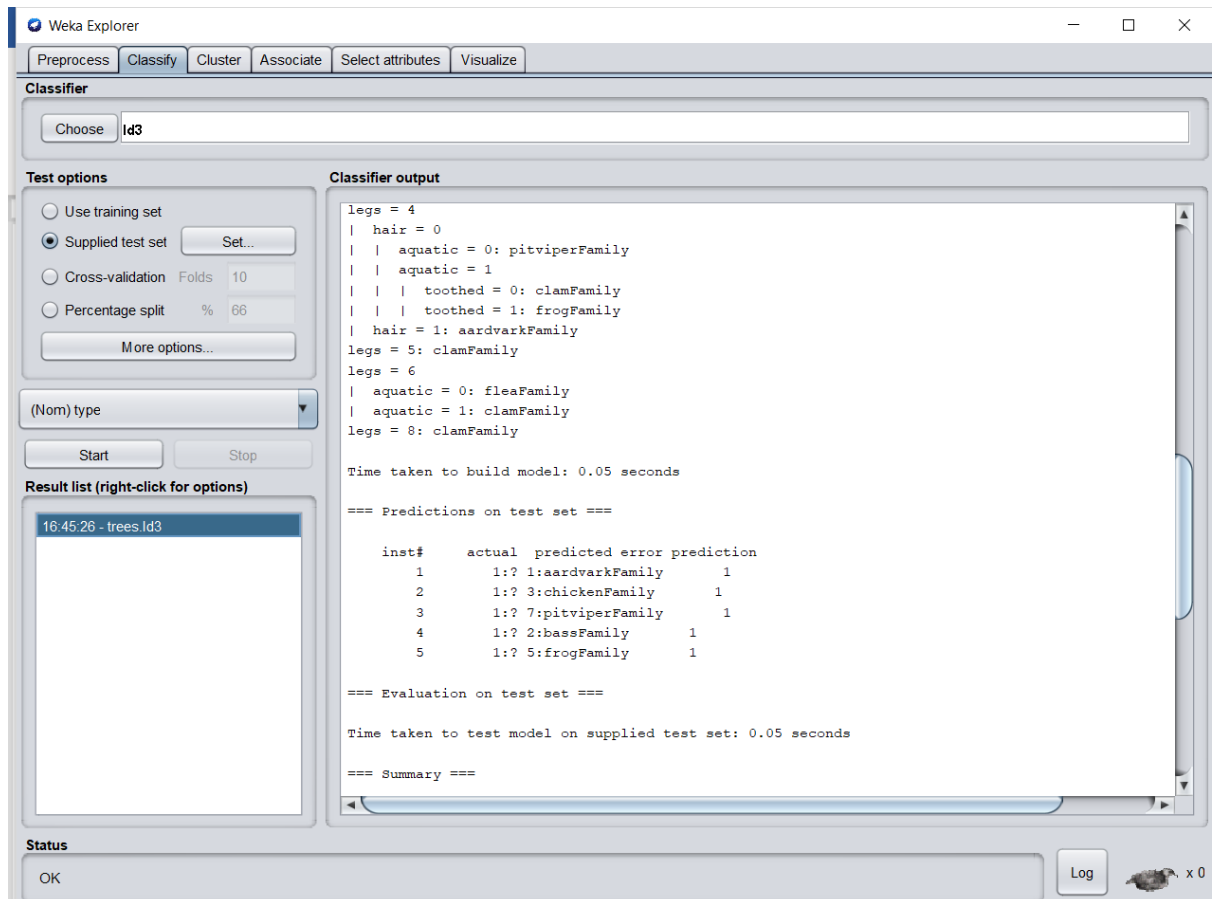 Weka Explorer
Preprocess Classify Cluster Associate Select attributes Visualize
Classifier
Choose Id3
Test options
Use training set
Supplied test set Set...
Cross-validation Folds 10
Percentage split % 66
More options...
(Nom) type
Start Stop
Result list (right-click for options)
16:45:26 - trees.Id3
Classifier output
legs = 4
| hair = 0
| | aquatic = 0: pitviperFamily
| | aquatic = 1
| | | toothed = 0: clamFamily
| | | toothed = 1: frogFamily
| hair = 1: aardvarkFamily
legs = 5: clamFamily
legs = 6
| aquatic = 0: fleaFamily
| aquatic = 1: clamFamily
legs = 8: clamFamily
Time taken to build model: 0.05 seconds
=== Predictions on test set ===
inst# actual predicted error prediction
1 1:? 1:aardvarkFamily 1
2 1:? 3:chickenFamily 1
3 1:? 7:pitviperFamily 1
4 1:? 2:bassFamily 1
5 1:? 5:frogFamily 1
=== Evaluation on test set ===
Time taken to test model on supplied test set: 0.05 seconds
=== Summary ===
Status
OK
Log x 0